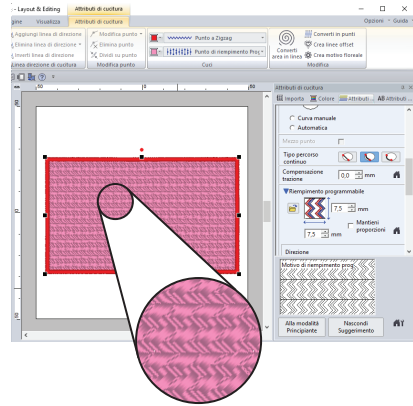 - Layout & Editing
Attributi di cucitura
gine
Visualizza
Attributi di cucitura
Opzioni
Guida
Aggiungi linea di direzione
Elimina linea di direzione
Inverti linea di direzione
Linea direzione di cucitura
Modifica punto
Elimina punto
Dividi su punto
Modifica punto
Punto a Zigzag
Punto di riempimento Prog
Cuci
Converti
area in linea
Converti in punti
Crea linee offset
Crea motivo floreale
Modifica
Attributi di cucitura
Importa
Colore
Attributi ..
AB Attributi ...
Curva manuale
Automatica
Mezzo punto
Tipo percorso
continuo
Compensazione
trazione
0,0
mm
Riempimento programmabile
7,5
mm
Mantieni
proporzioni
7,5
mm
Direzione
Motivo di riempimento prog
Alla modalità
Principiante
Nascondi
Suggerimento